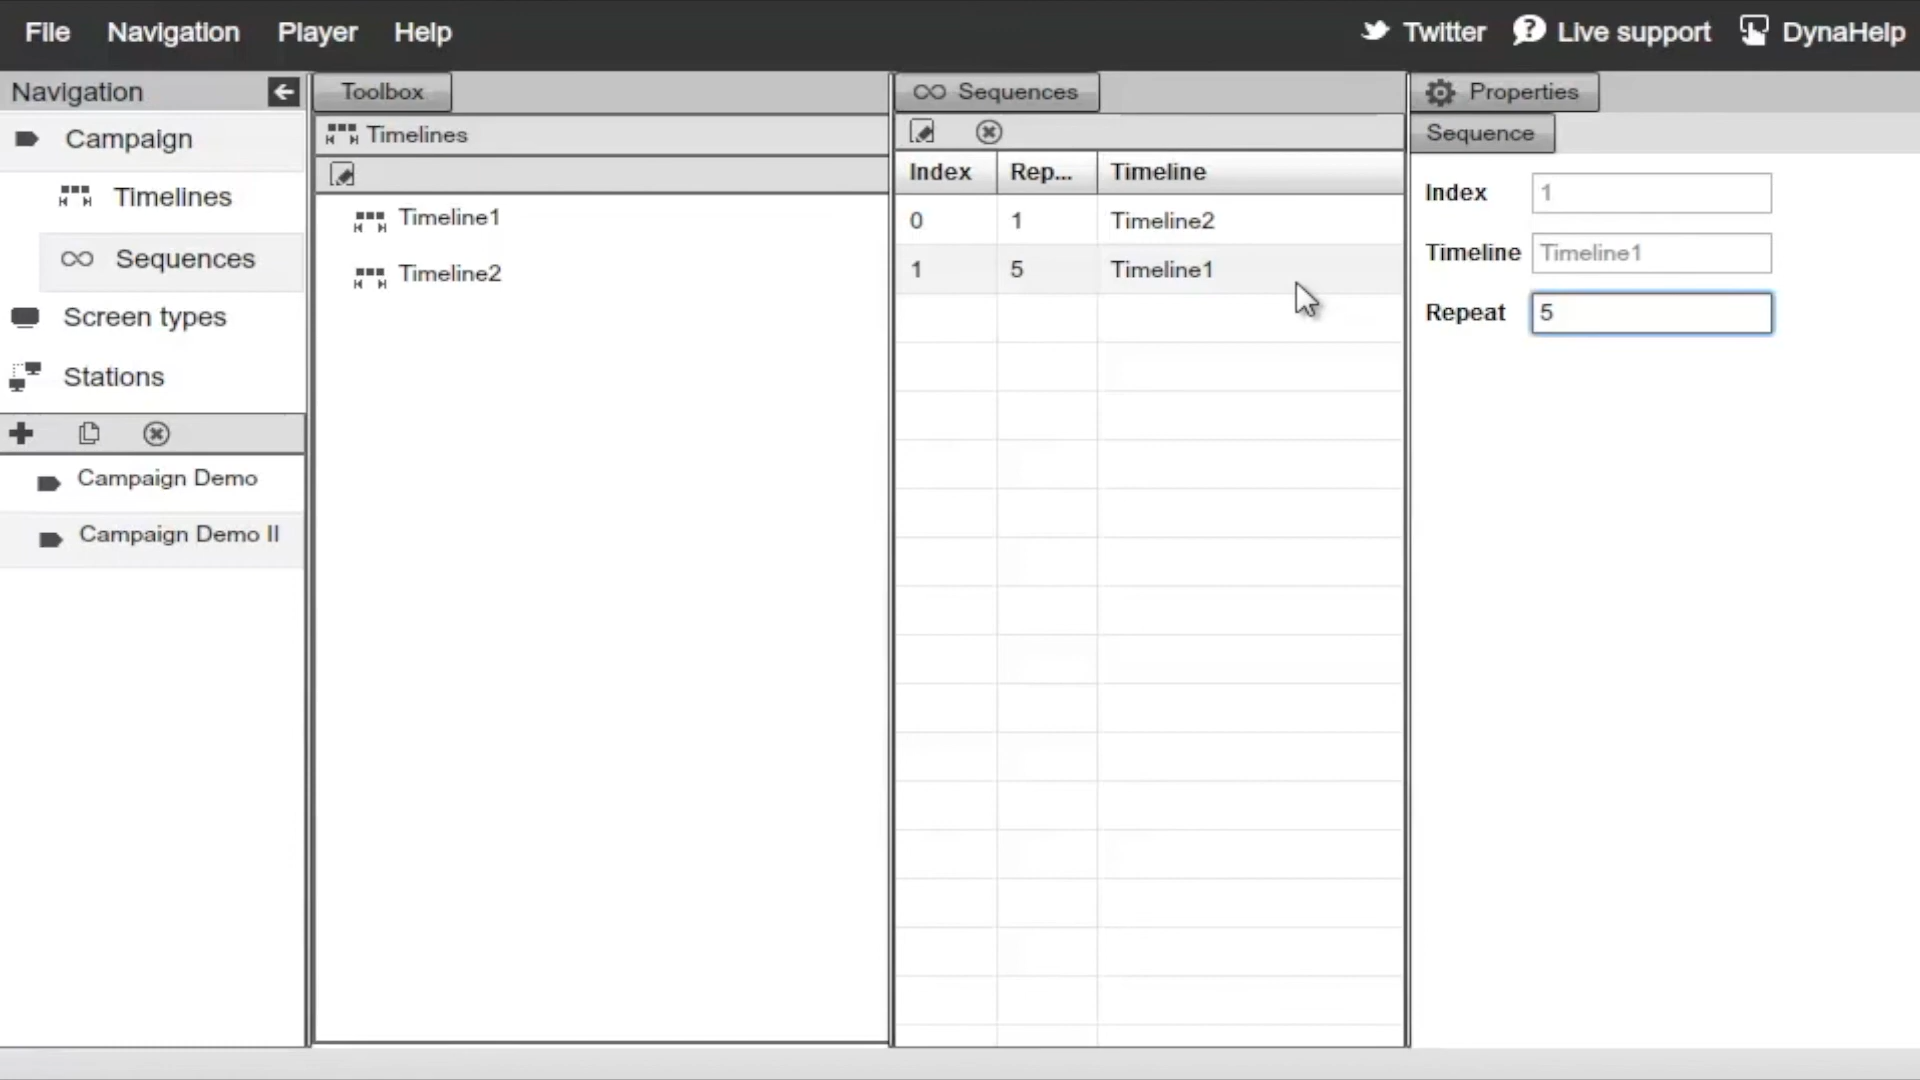 File Navigation Player Help Twitter Live support DynaHelp
Navigation
Campaign
Timelines
Sequences
Screen types
Stations
Campaign Demo
Campaign Demo II
Toolbox
Timelines
Timeline1
Timeline2
Sequences
Index Rep... Timeline
0 1 Timeline2
1 5 Timeline1
Properties
Sequence
Index 1
Timeline Timeline1
Repeat 5